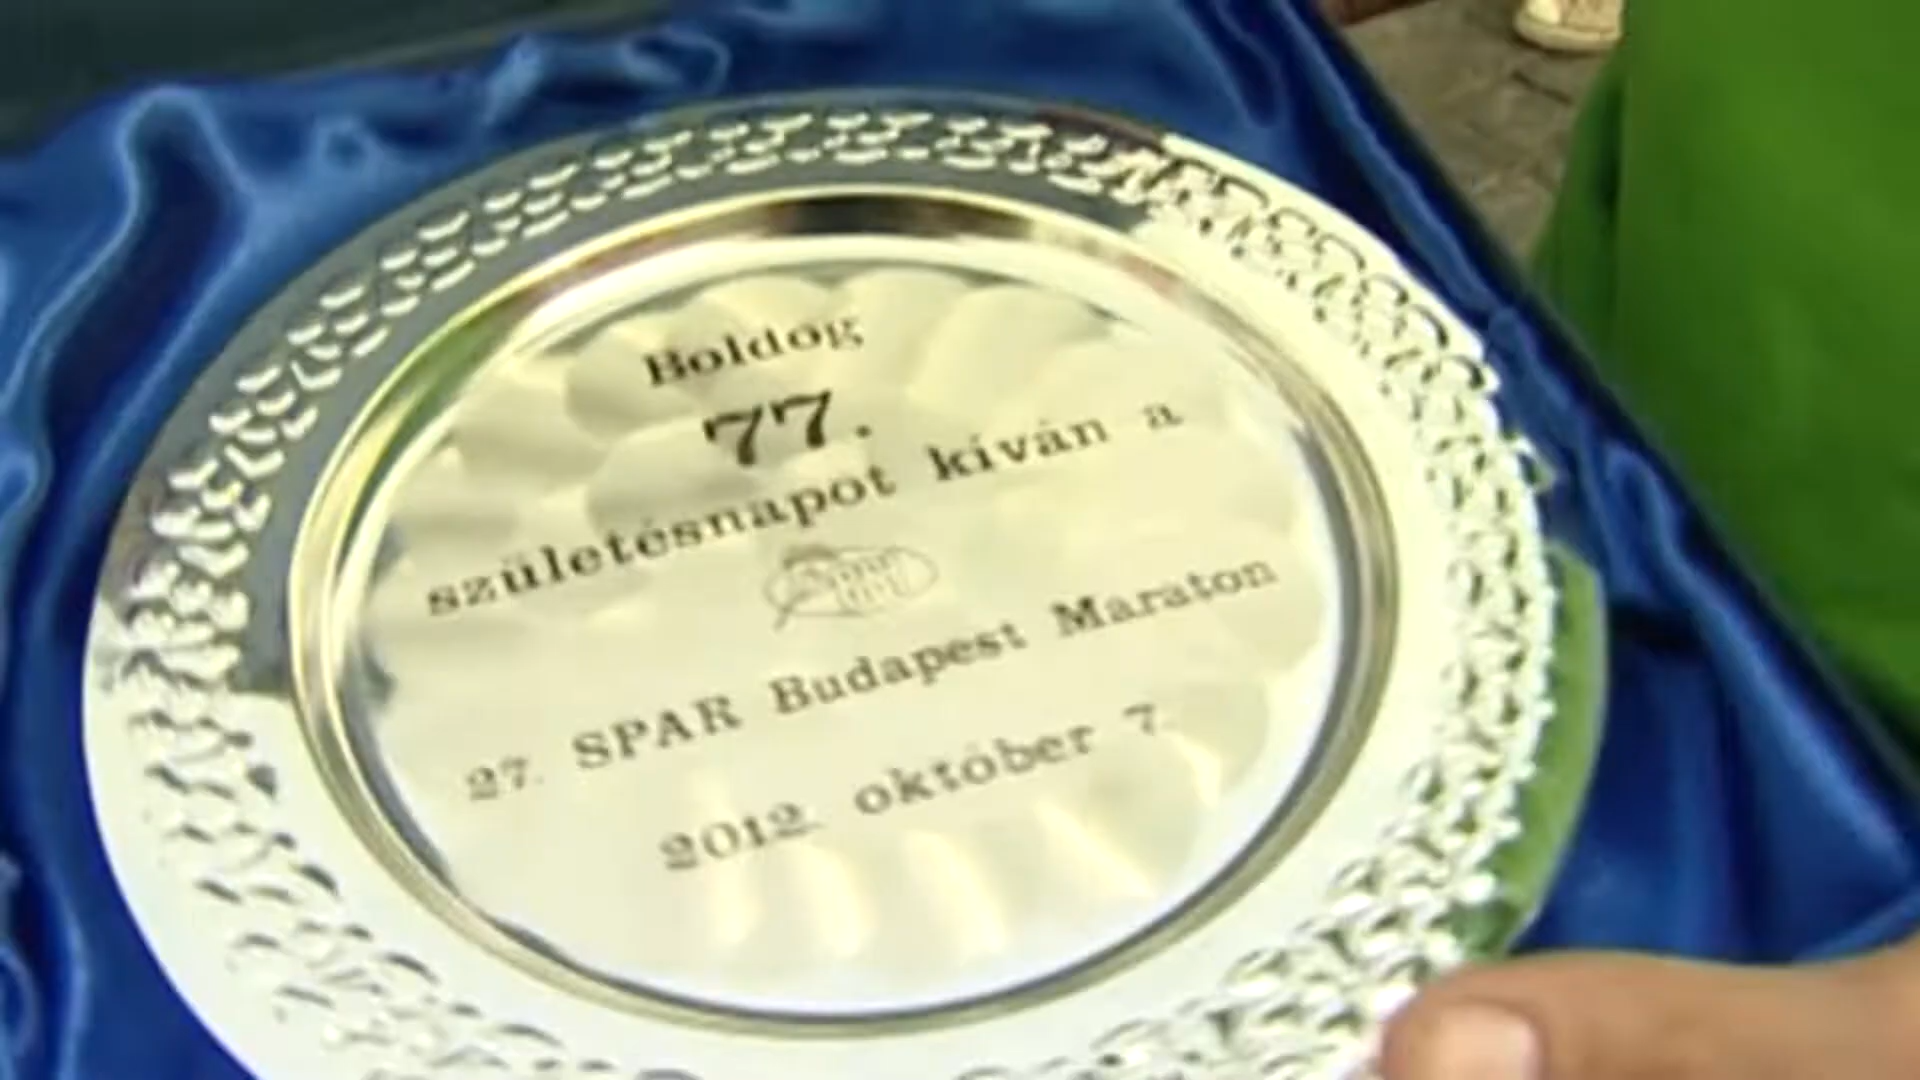 Boldog
77.
születésnapot kíván a
27. SPAR Budapest Maraton
2012. október 7.